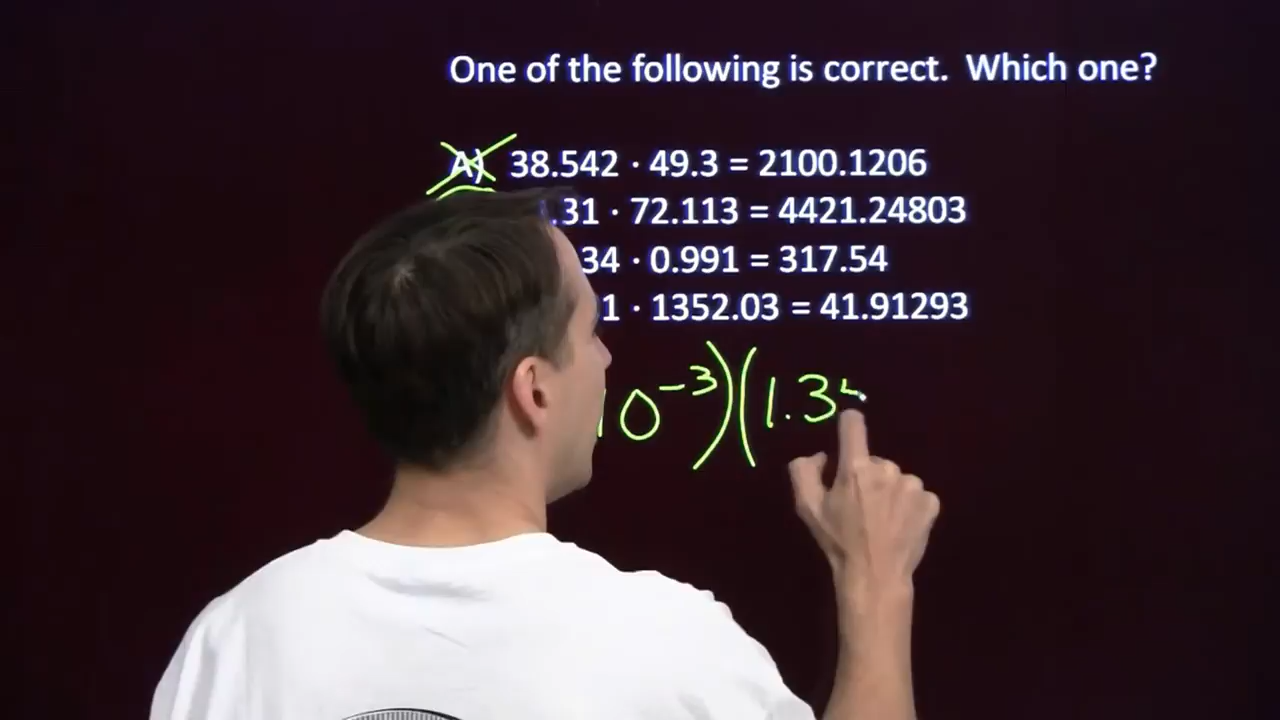 One of the following is correct. Which one?
A) 38.542 · 49.3 = 2100.1206
.31 · 72.113 = 4421.24803
34 · 0.991 = 317.54
1 · 1352.03 = 41.91293
10⁻³)(1.3